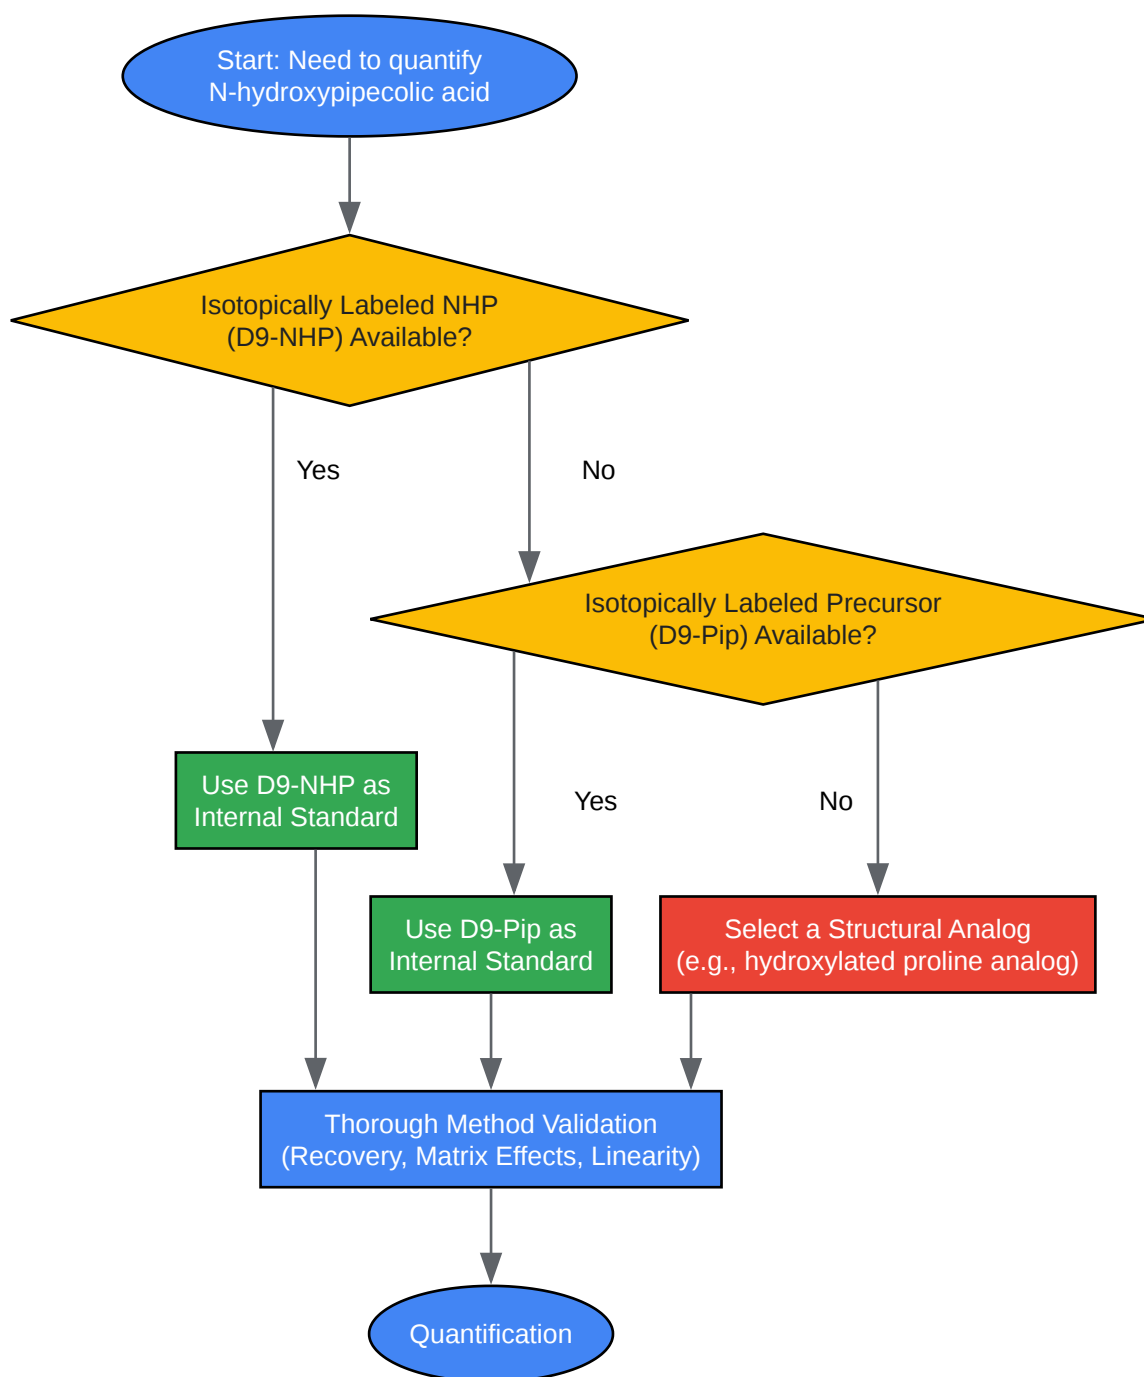 Start: Need to quantify
N-hydroxypipecolic acid
Isotopically Labeled NHP
(D9-NHP) Available?
Yes
No
Isotopically Labeled Precursor
(D9-Pip) Available?
Use D9-NHP as
Internal Standard
Yes
No
Use D9-Pip as
Internal Standard
Select a Structural Analog
(e.g., hydroxylated proline analog)
Thorough Method Validation
(Recovery, Matrix Effects, Linearity)
Quantification